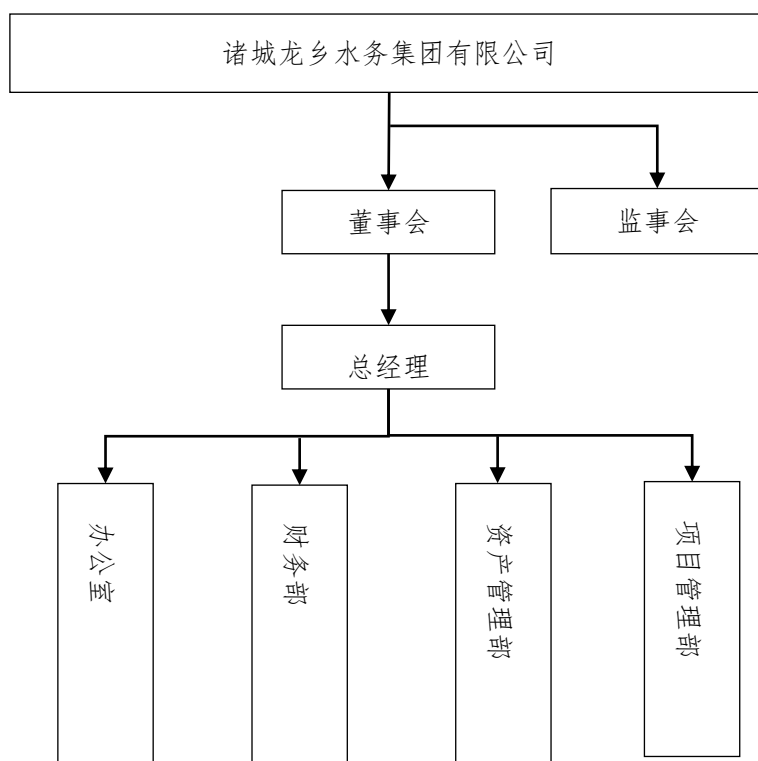 诸城龙乡水务集团有限公司
董事会
监事会
总经理
办公室
财务部
资产管理部
项目管理部